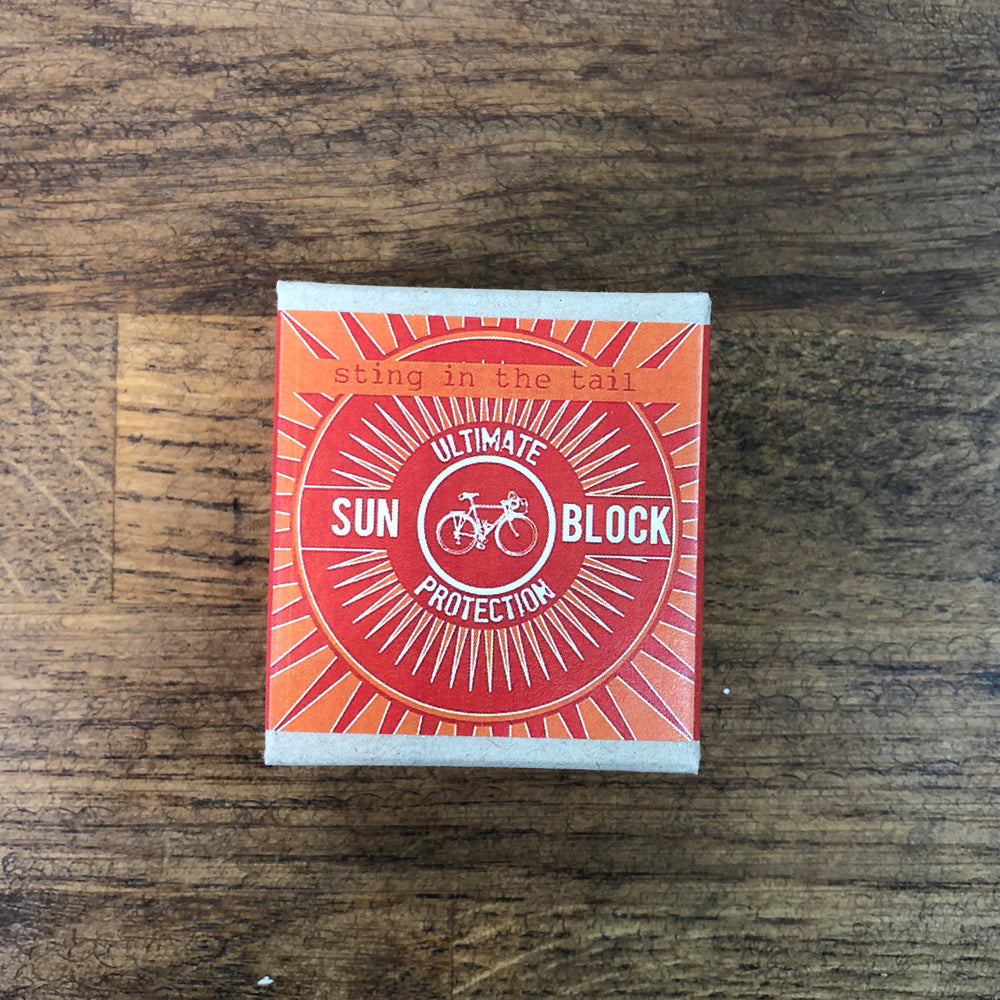 sting in the tail
ULTIMATE
SUN BLOCK
PROTECTION